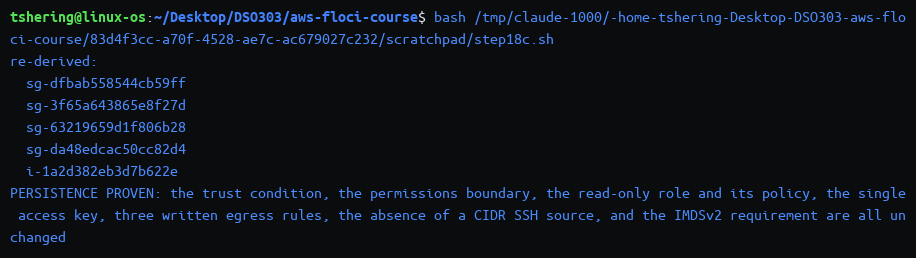 tshering@linux-os:~/Desktop/DSO303/aws-floci-course$ bash /tmp/claude-1000/-home-tshering-Desktop-DSO303-aws-flo
ci-course/83d4f3cc-a70f-4528-ae7c-ac679027c232/scratchpad/step18c.sh
re-derived:
  sg-dfbab558544cb59ff
  sg-3f65a643865e8f27d
  sg-63219659d1f806b28
  sg-da48edcac50cc82d4
  i-1a2d382eb3d7b622e
PERSISTENCE PROVEN: the trust condition, the permissions boundary, the read-only role and its policy, the single
 access key, three written egress rules, the absence of a CIDR SSH source, and the IMDSv2 requirement are all un
changed